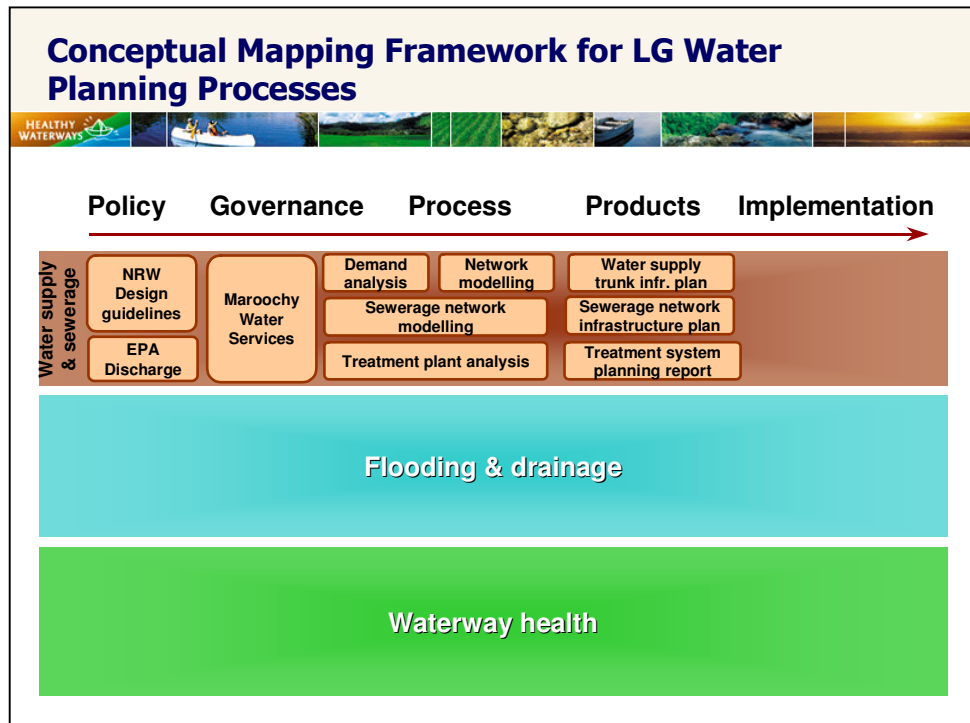 Conceptual Mapping Framework for LG Water
Planning Processes
HEALTHY
WATERWAYS
Policy Governance Process Products Implementation
Water supply
& sewerage
NRW
Design
guidelines
EPA
Discharge
Maroochy
Water
Services
Demand
analysis
Network
modelling
Sewerage network
modelling
Treatment plant analysis
Water supply
trunk infr. plan
Sewerage network
infrastructure plan
Treatment system
planning report
Flooding & drainage
Waterway health